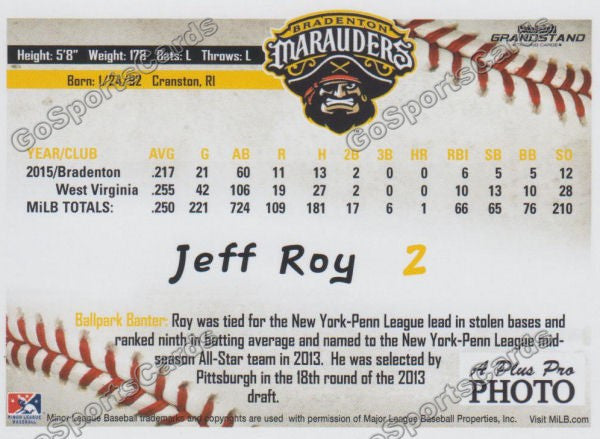 BRADENTON
MARAUDERS
GRANDSTAND
TRADING CARDS
Height: 5'8" Weight: 178 Bats: L Throws: L
Born: 1/24/92 Cranston, RI
YEAR/CLUB AVG G AB R H 2B 3B HR RBI SB BB SO
2015/Bradenton .217 21 60 11 13 2 0 0 6 5 5 12
West Virginia .255 42 106 19 27 2 0 0 10 13 10 28
MiLB TOTALS: .250 221 724 109 181 17 6 1 66 65 76 210
Jeff Roy 2
Ballpark Banter: Roy was tied for the New York-Penn League lead in stolen bases and
ranked ninth in batting average and named to the New York-Penn League mid-
season All-Star team in 2013. He was selected by
Pittsburgh in the 18th round of the 2013
draft.
A Plus Pro
PHOTO
MINOR LEAGUE
BASEBALL
Minor League Baseball trademarks and copyrights are used with permission of Major League Baseball Properties, Inc. Visit MiLB.com
GoSportsCards
GoSportsCards
GoSportsCards
GoSportsCards